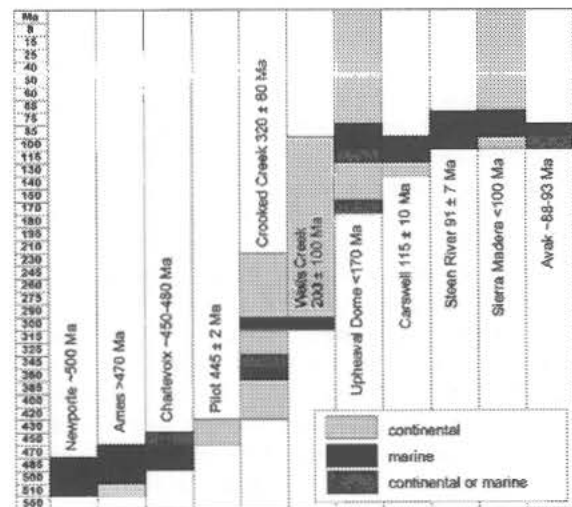 Ma
8
15
25
40
50
60
65
75
85
100
115
130
140
150
170
180
195
210
230
245
260
275
290
300
315
325
345
360
385
400
420
430
450
470
485
500
510
550
Newporte ~500 Ma
Ames >470 Ma
Charlevoix ~450-480 Ma
Pilot 445 ± 2 Ma
Crooked Creek 320 ± 80 Ma
Wells Creek
200 ± 100 Ma
Upheaval Dome <170 Ma
Carswell 115 ± 10 Ma
Steen River 91 ± 7 Ma
Sierra Madera <100 Ma
Avak ~88-93 Ma
continental
marine
continental or marine